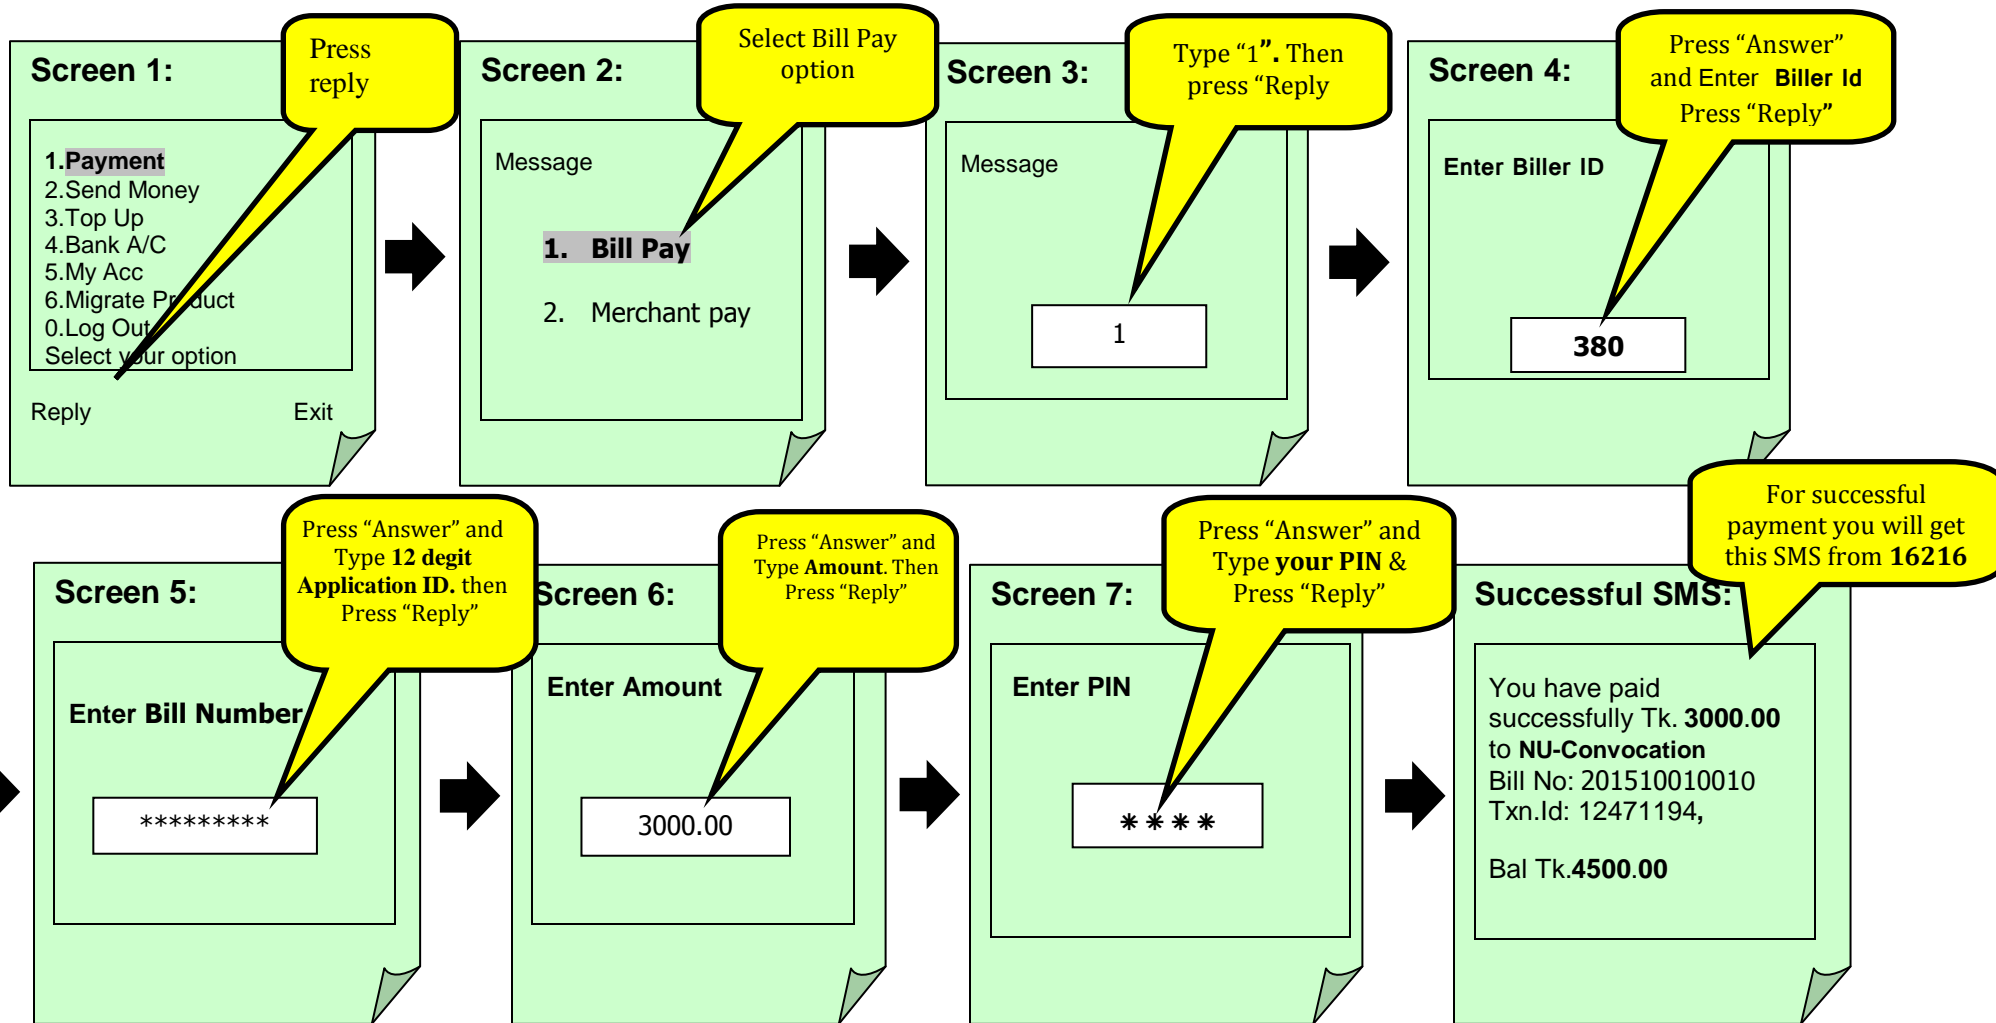 Screen 1:
Press
reply
1.Payment
2.Send Money
3.Top Up
4.Bank A/C
5.My Acc
6.Migrate Product
0.Log Out
Select your option
Reply Exit
Screen 2:
Select Bill Pay
option
Message
1. Bill Pay
2. Merchant pay
Screen 3:
Type “1”. Then
press “Reply
Message
1
Screen 4:
Press “Answer”
and Enter Biller Id
Press “Reply”
Enter Biller ID
380
Screen 5:
Press “Answer” and
Type 12 degit
Application ID. then
Press “Reply”
Enter Bill Number
*********
Screen 6:
Press “Answer” and
Type Amount. Then
Press “Reply”
Enter Amount
3000.00
Screen 7:
Press “Answer” and
Type your PIN &
Press “Reply”
Enter PIN
****
Successful SMS:
For successful
payment you will get
this SMS from 16216
You have paid
successfully Tk. 3000.00
to NU-Convocation
Bill No: 201510010010
Txn.Id: 12471194,
Bal Tk.4500.00